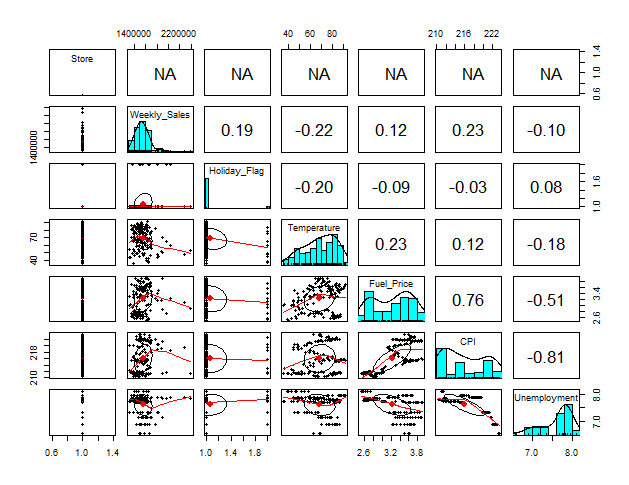 1400000 2200000 40 60 80 210 216 222
Store NA NA NA NA NA NA 0.6 1.0 1.4
1400000 Weekly_Sales 0.19 -0.22 0.12 0.23 -0.10
Holiday_Flag -0.20 -0.09 -0.03 0.08 1.0 1.6
40 70 Temperature 0.23 0.12 -0.18
Fuel_Price 0.76 -0.51 2.6 3.4
210 218 CPI -0.81
Unemployment 7.0 8.0
0.6 1.0 1.4 1.0 1.4 1.8 2.6 3.2 3.8 7.0 8.0